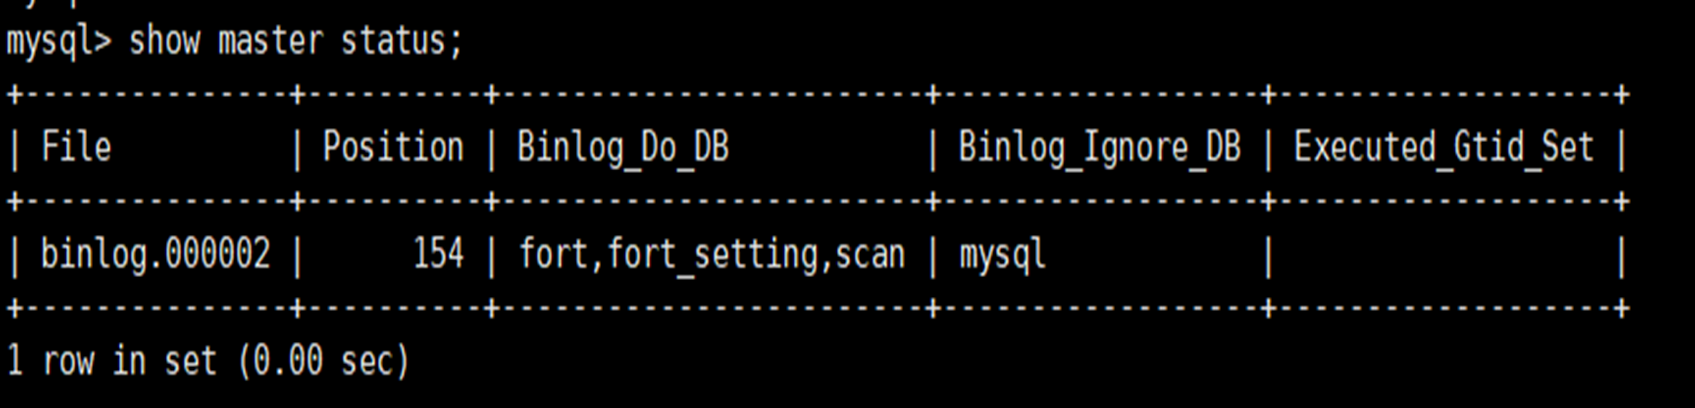 mysql> show master status;
+---------------+----------+------------------------+------------------+-------------------+
| File          | Position | Binlog_Do_DB           | Binlog_Ignore_DB | Executed_Gtid_Set |
+---------------+----------+------------------------+------------------+-------------------+
| binlog.000002 |      154 | fort,fort_setting,scan | mysql            |                   |
+---------------+----------+------------------------+------------------+-------------------+
1 row in set (0.00 sec)